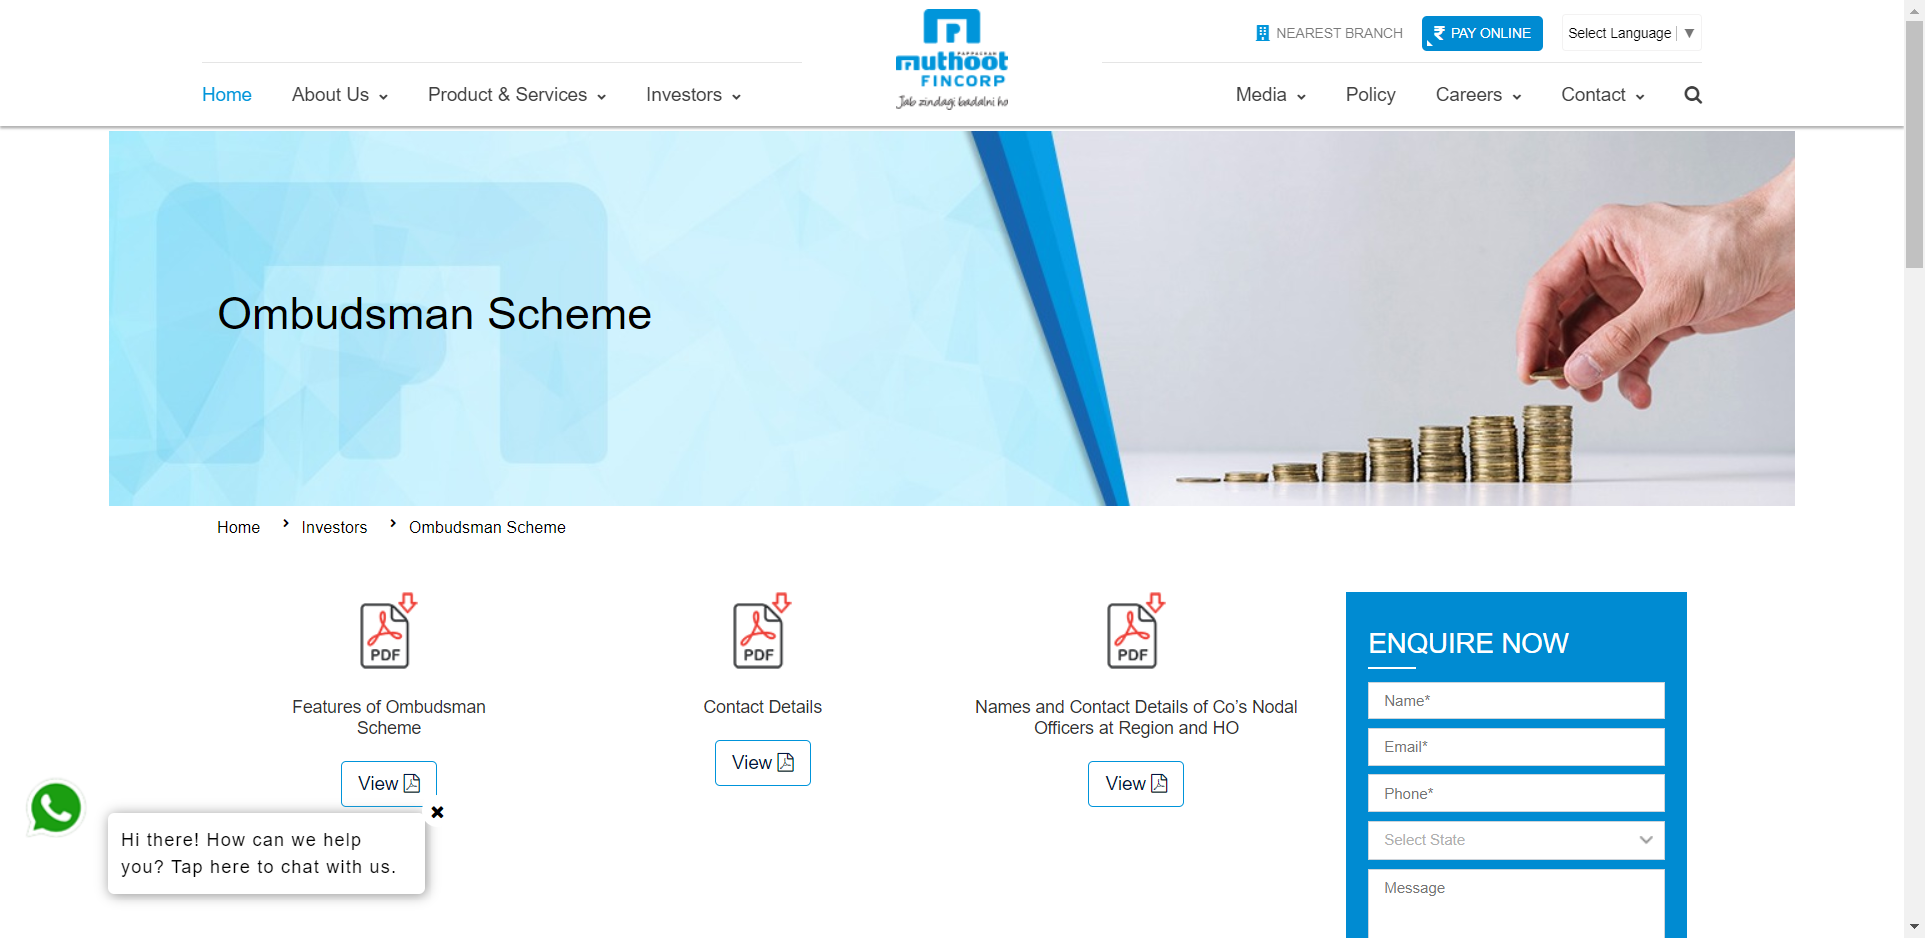 NEAREST BRANCH
PAY ONLINE
Select Language ▼
PAPPACHAN
muthoot
FINCORP
Jab zindagi badalni ho
Home
About Us
Product & Services
Investors
Media
Policy
Careers
Contact
Ombudsman Scheme
Home › Investors › Ombudsman Scheme
PDF
Features of Ombudsman
Scheme
View
PDF
Contact Details
View
PDF
Names and Contact Details of Co’s Nodal
Officers at Region and HO
View
ENQUIRE NOW
Name*
Email*
Phone*
Select State
Message
Hi there! How can we help
you? Tap here to chat with us.